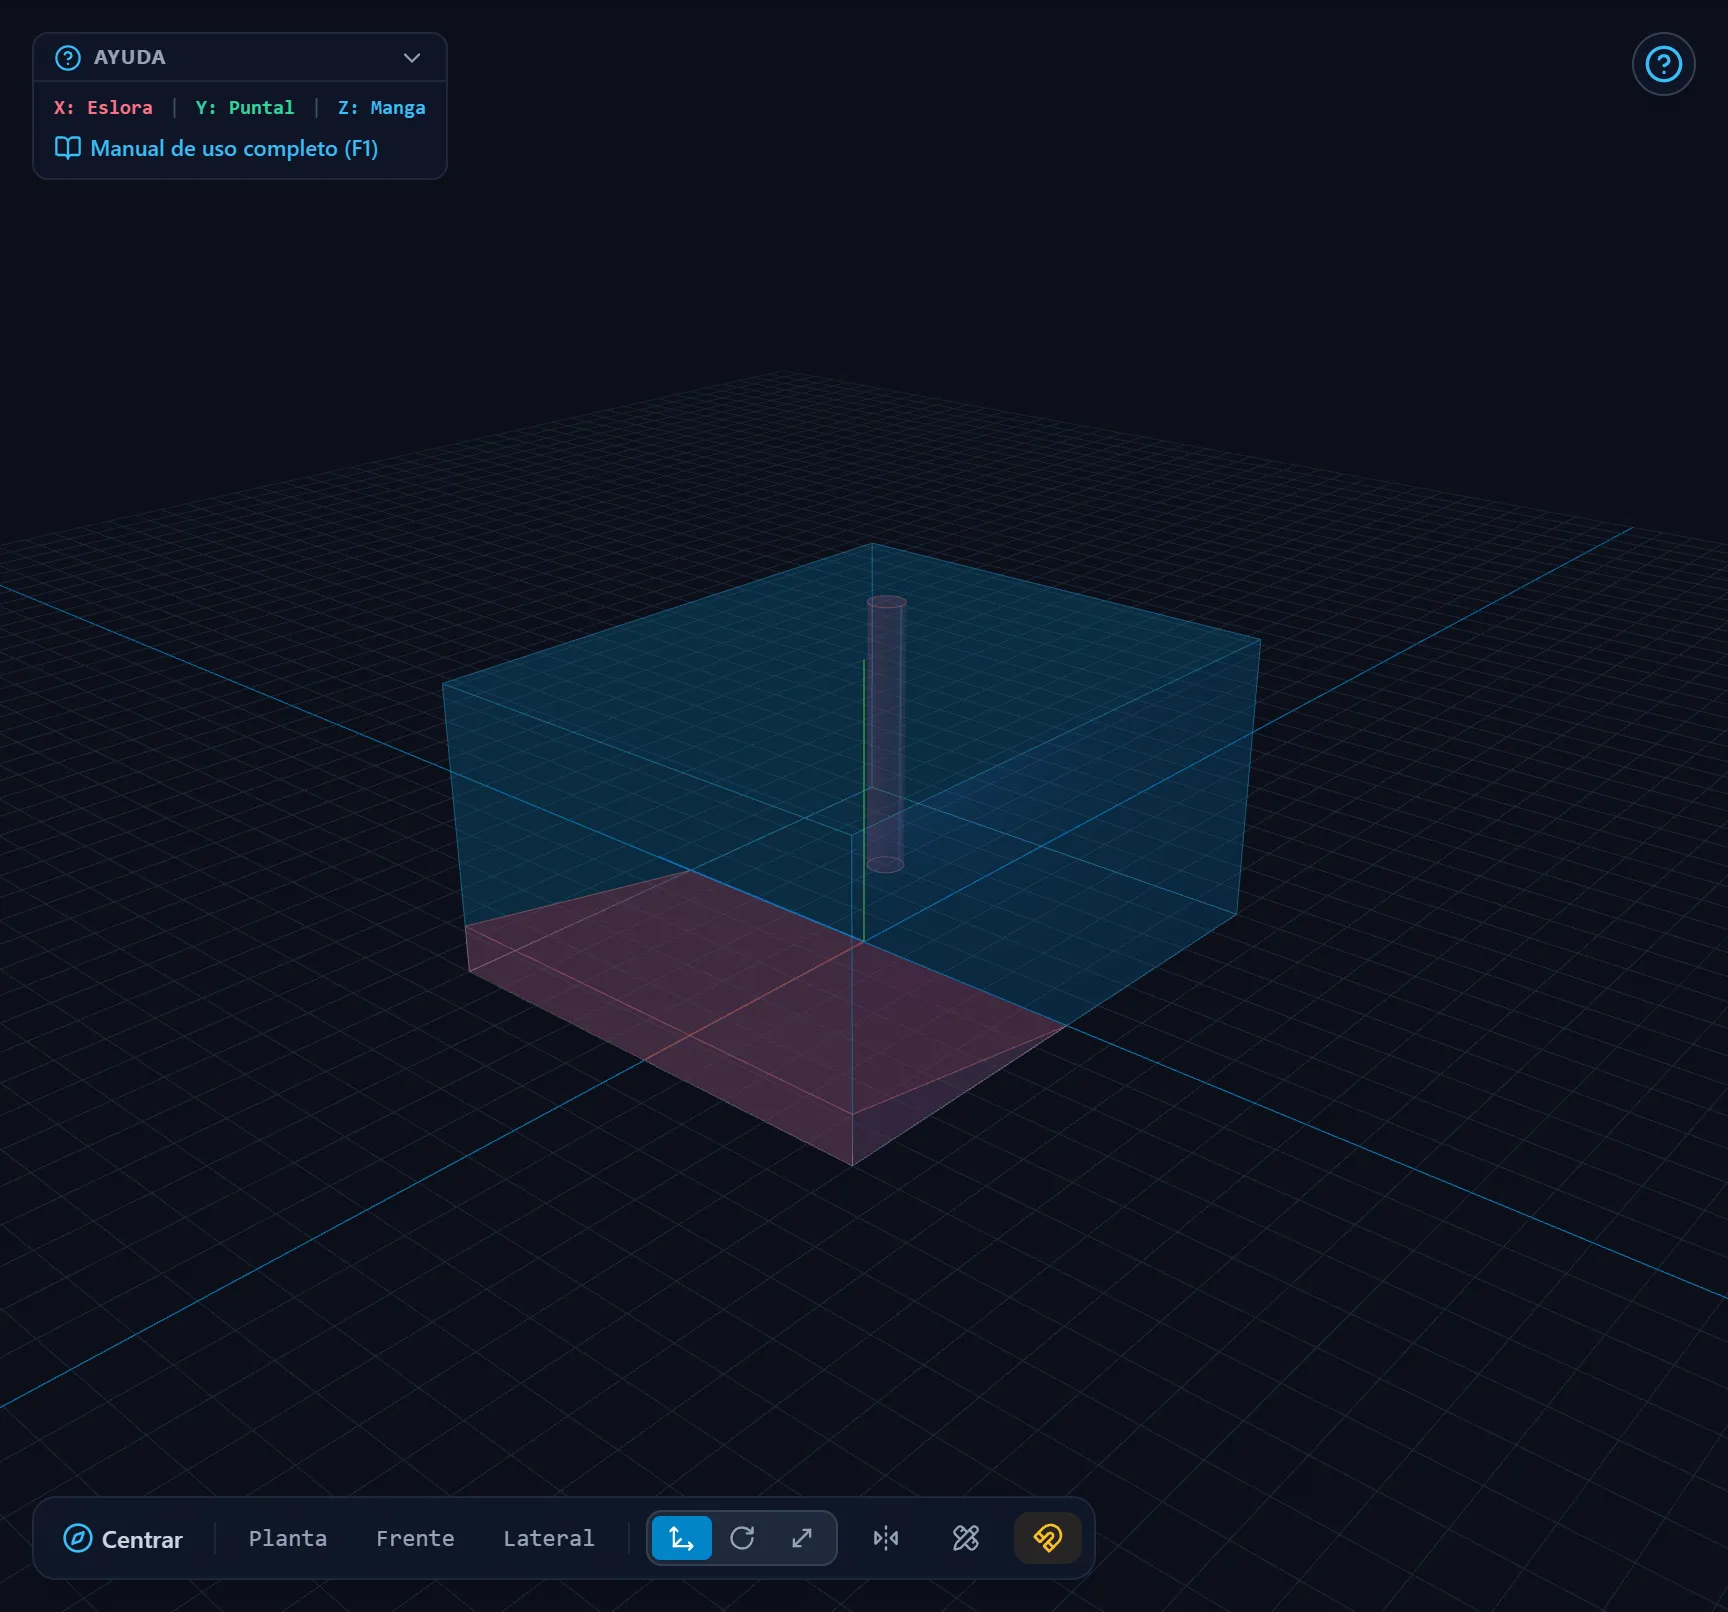 AYUDA
X: Eslora | Y: Puntal | Z: Manga
Manual de uso completo (F1)
Centrar Planta Frente Lateral